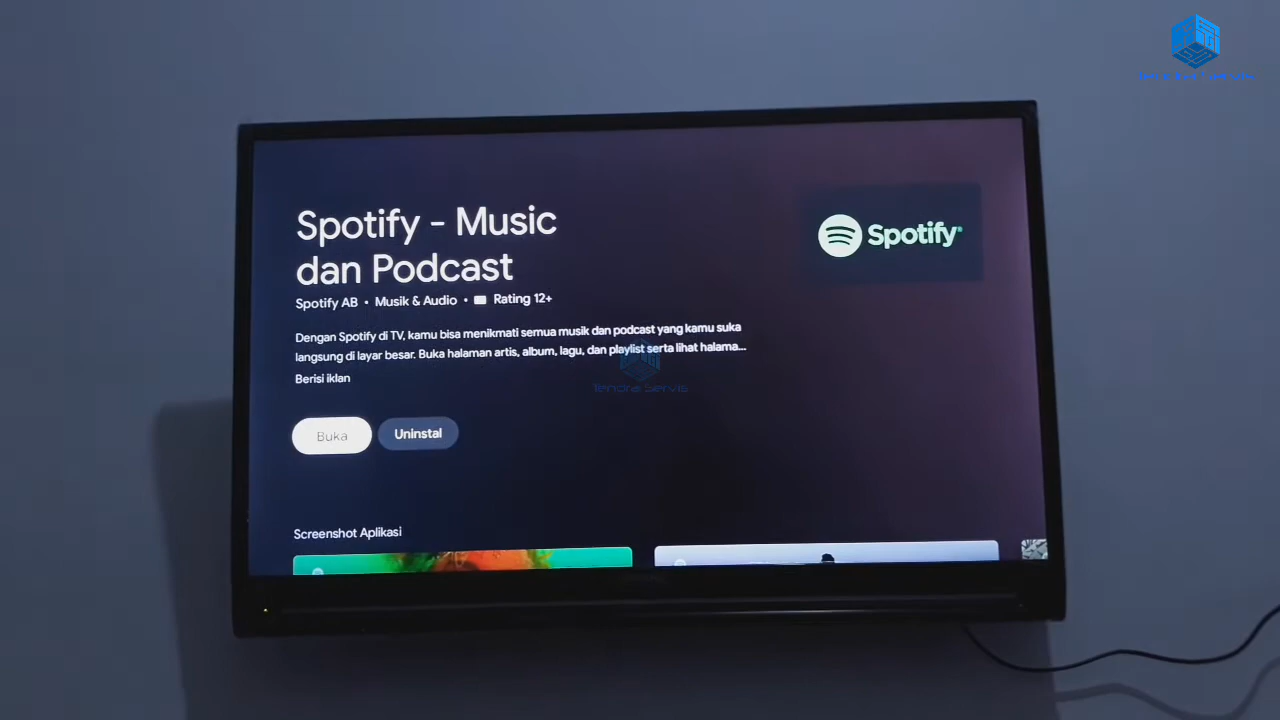 Spotify - Music
dan Podcast
Spotify®
Spotify AB • Musik & Audio • Rating 12+
Dengan Spotify di TV, kamu bisa menikmati semua musik dan podcast yang kamu suka
langsung di layar besar. Buka halaman artis, album, lagu, dan playlist serta lihat halama...
Berisi iklan
Tendra Servis
Buka
Uninstal
Screenshot Aplikasi